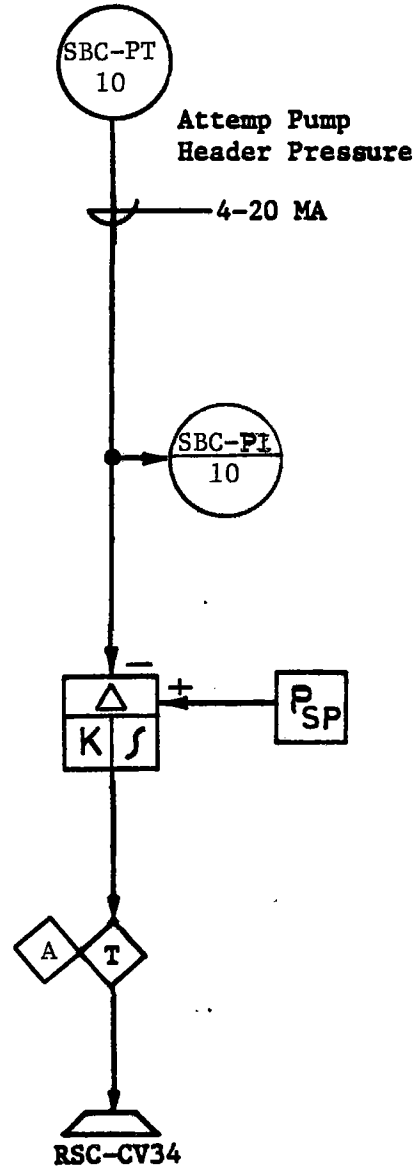 SBC-PT
10
Attemp Pump
Header Pressure
4-20 MA
SBC-PI
10
−
Δ
+
PSP
K ∫
A
T
RSC-CV34